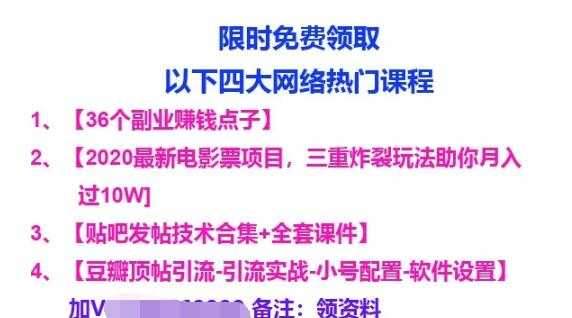 限时免费领取
以下四大网络热门课程
1、【36个副业赚钱点子】
2、【2020最新电影票项目，三重炸裂玩法助你月入
过10W]
3、【贴吧发帖技术合集+全套课件】
4、【豆瓣顶帖引流-引流实战-小号配置-软件设置】
加V 备注：领资料